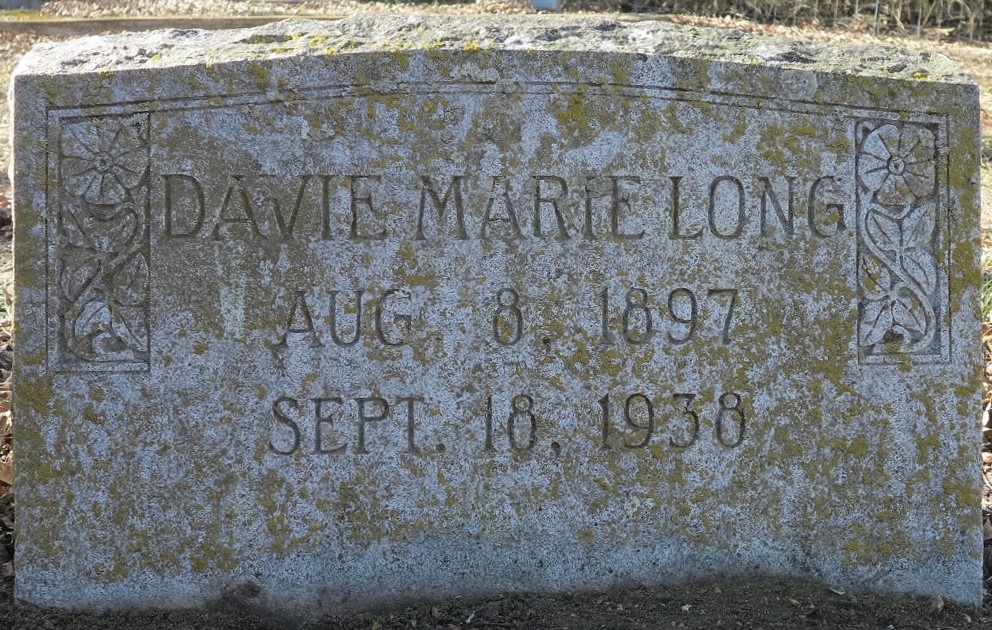 DAVIE MARIE LONG
AUG. 8, 1897
SEPT. 18, 1938